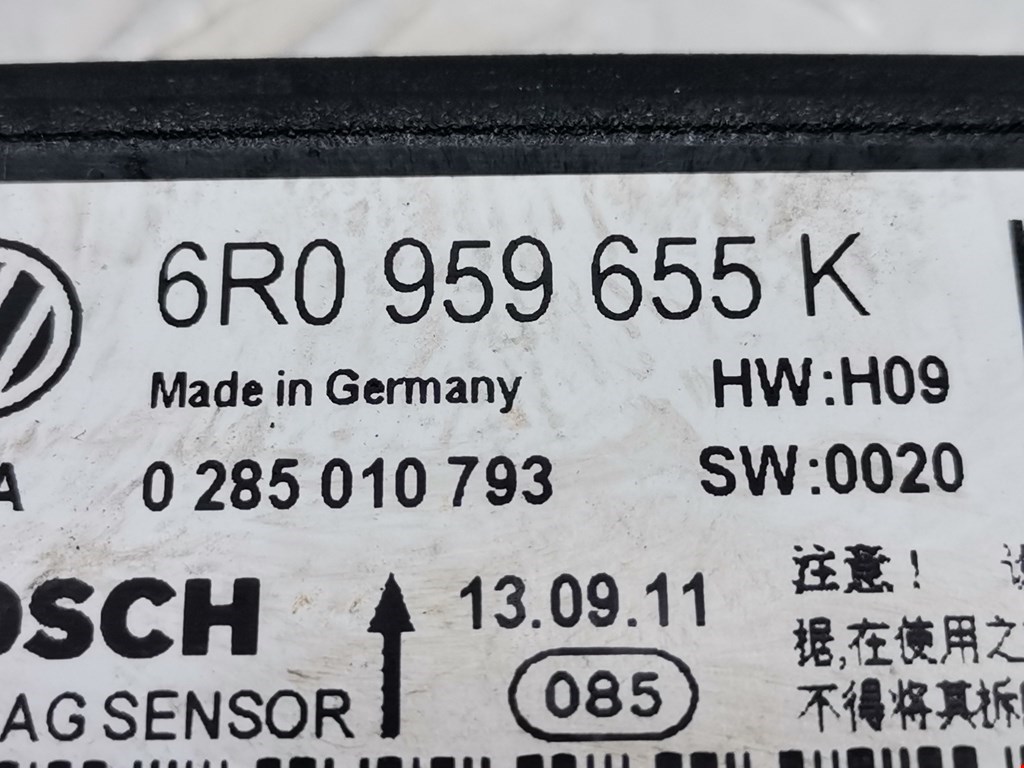 6R0 959 655 K
Made in Germany HW:H09
A 0 285 010 793 SW:0020
OSCH 13.09.11
085
AG SENSOR
注意!
据,在使用之
不得将其拆